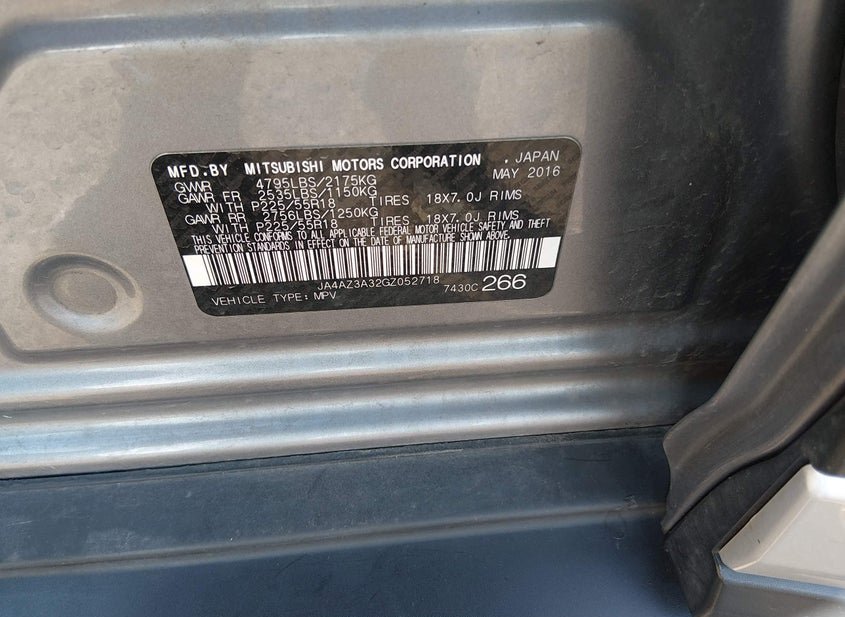 MFD.BY MITSUBISHI MOTORS CORPORATION . JAPAN
GVWR 4795LBS/2175KG MAY 2016
GAWR FR 2535LBS/1150KG
WITH P225/55R18 TIRES 18X7.0J RIMS
GAWR RR 2756LBS/1250KG
WITH P225/55R18 TIRES 18X7.0J RIMS
THIS VEHICLE CONFORMS TO ALL APPLICABLE FEDERAL MOTOR VEHICLE SAFETY AND THEFT
PREVENTION STANDARDS IN EFFECT ON THE DATE OF MANUFACTURE SHOWN ABOVE.
JA4AZ3A32GZ052718
VEHICLE TYPE: MPV 7430C 266